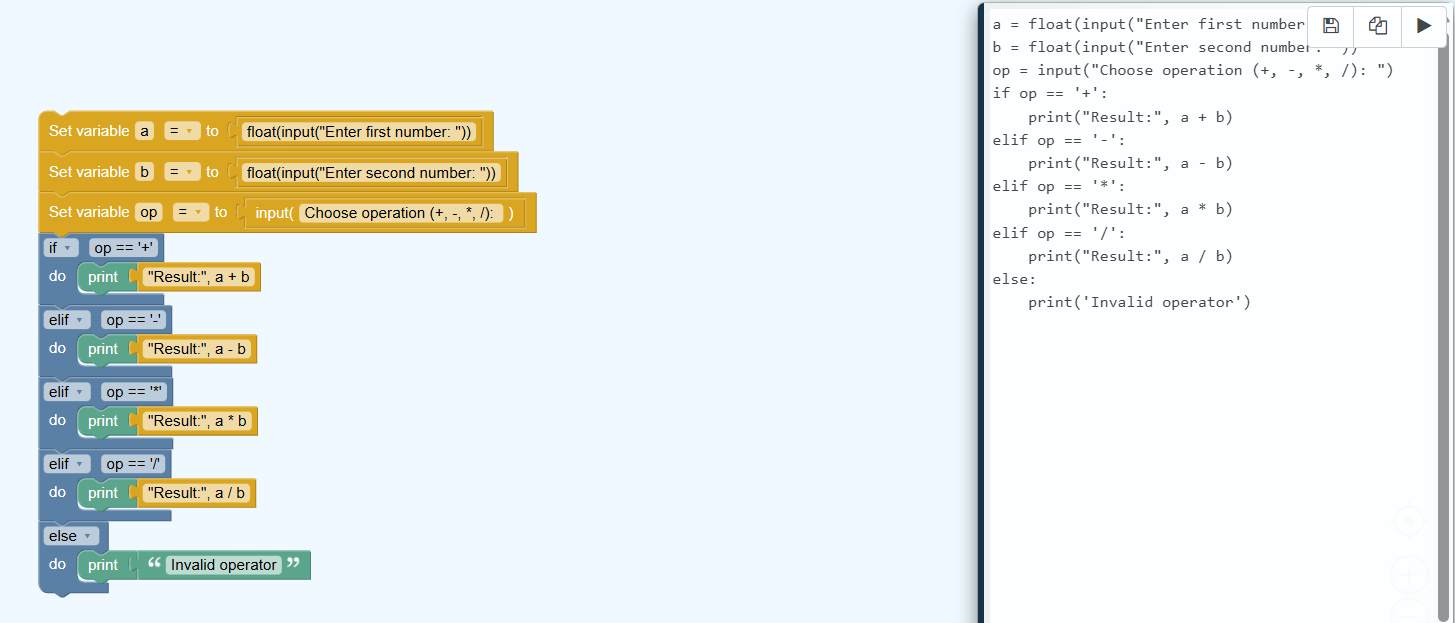 Set variable a = to float(input("Enter first number: "))
Set variable b = to float(input("Enter second number: "))
Set variable op = to input( Choose operation (+, -, *, /): )
if op == '+'
do print "Result:", a + b
elif op == '-'
do print "Result:", a - b
elif op == '*'
do print "Result:", a * b
elif op == '/'
do print "Result:", a / b
else
do print “ Invalid operator ”
a = float(input("Enter first number
b = float(input("Enter second number: "))
op = input("Choose operation (+, -, *, /): ")
if op == '+':
    print("Result:", a + b)
elif op == '-':
    print("Result:", a - b)
elif op == '*':
    print("Result:", a * b)
elif op == '/':
    print("Result:", a / b)
else:
    print('Invalid operator')